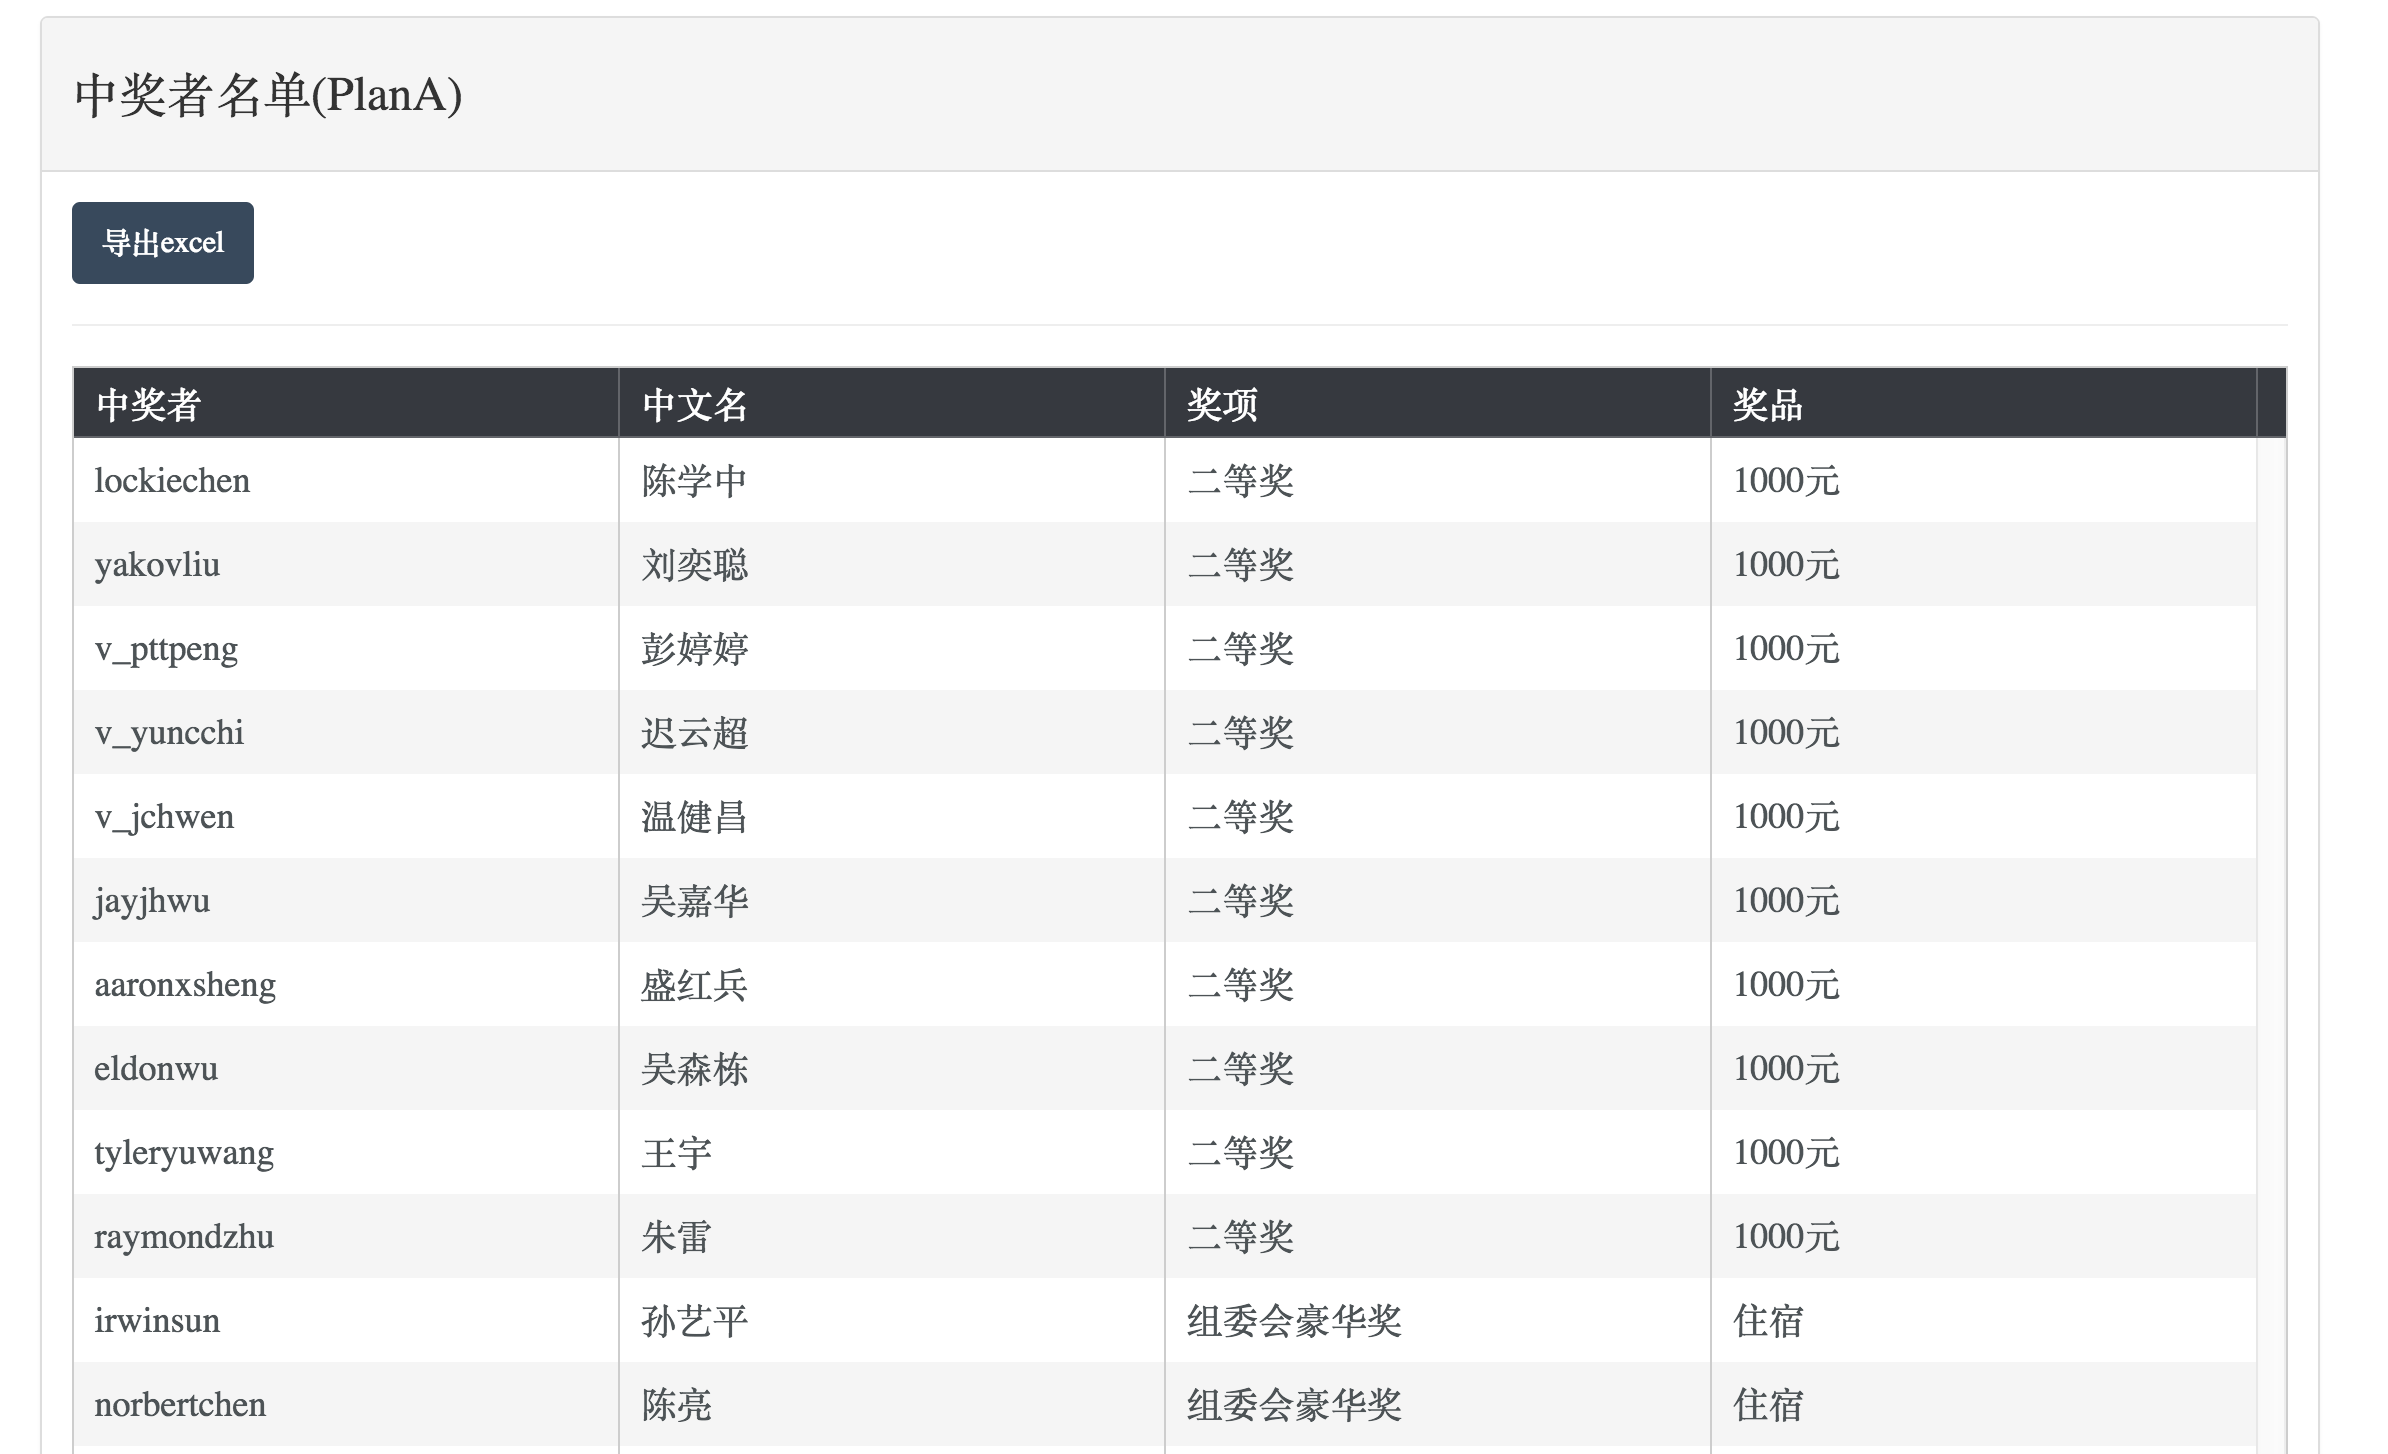 中奖者名单(PlanA)
导出excel
中奖者 中文名 奖项 奖品
lockiechen 陈学中 二等奖 1000元
yakovliu 刘奕聪 二等奖 1000元
v_pttpeng 彭婷婷 二等奖 1000元
v_yuncchi 迟云超 二等奖 1000元
v_jchwen 温健昌 二等奖 1000元
jayjhwu 吴嘉华 二等奖 1000元
aaronxsheng 盛红兵 二等奖 1000元
eldonwu 吴森栋 二等奖 1000元
tyleryuwang 王宇 二等奖 1000元
raymondzhu 朱雷 二等奖 1000元
irwinsun 孙艺平 组委会豪华奖 住宿
norbertchen 陈亮 组委会豪华奖 住宿